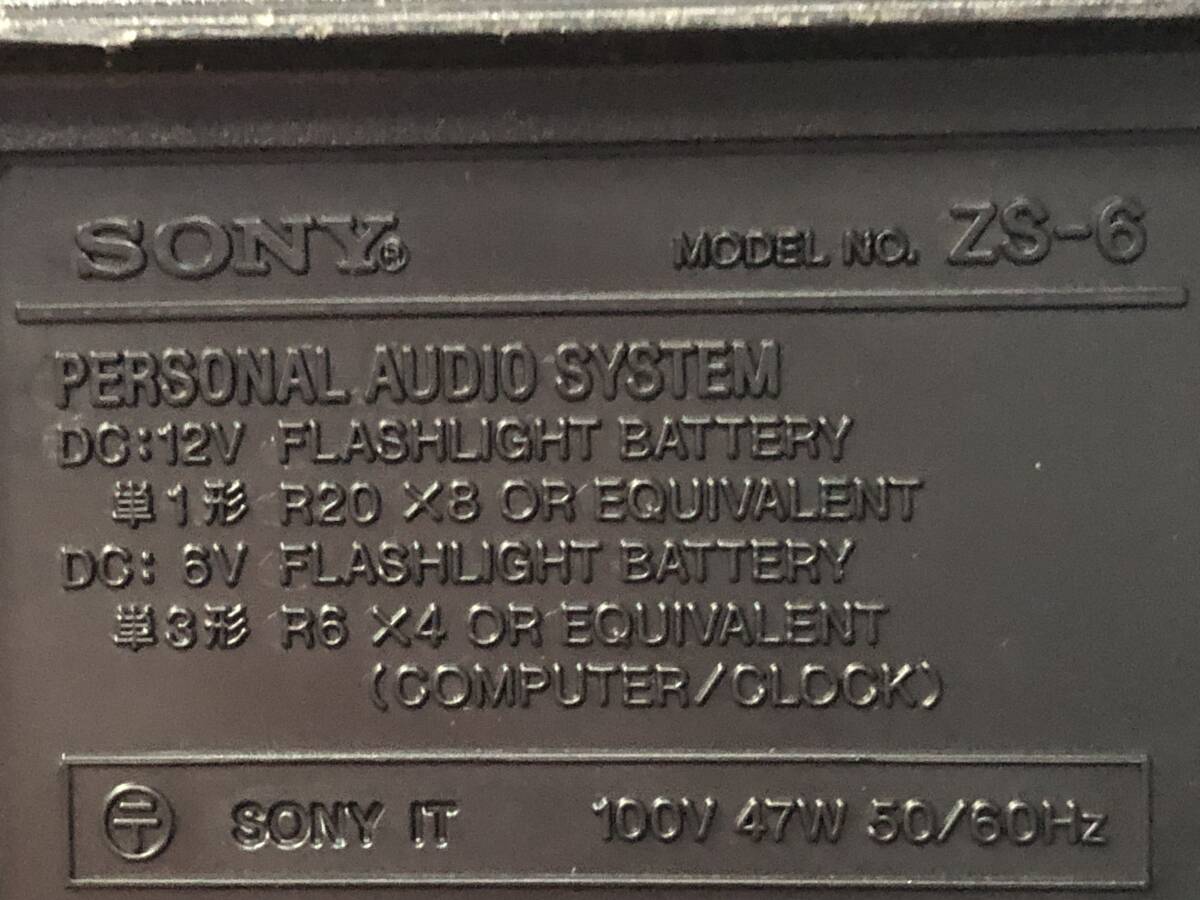 SONY® MODEL NO. ZS-6
PERSONAL AUDIO SYSTEM
DC:12V FLASHLIGHT BATTERY
単1形 R20 ×8 OR EQUIVALENT
DC: 6V FLASHLIGHT BATTERY
単3形 R6 ×4 OR EQUIVALENT
(COMPUTER/CLOCK)
〒 SONY IT 100V 47W 50/60Hz